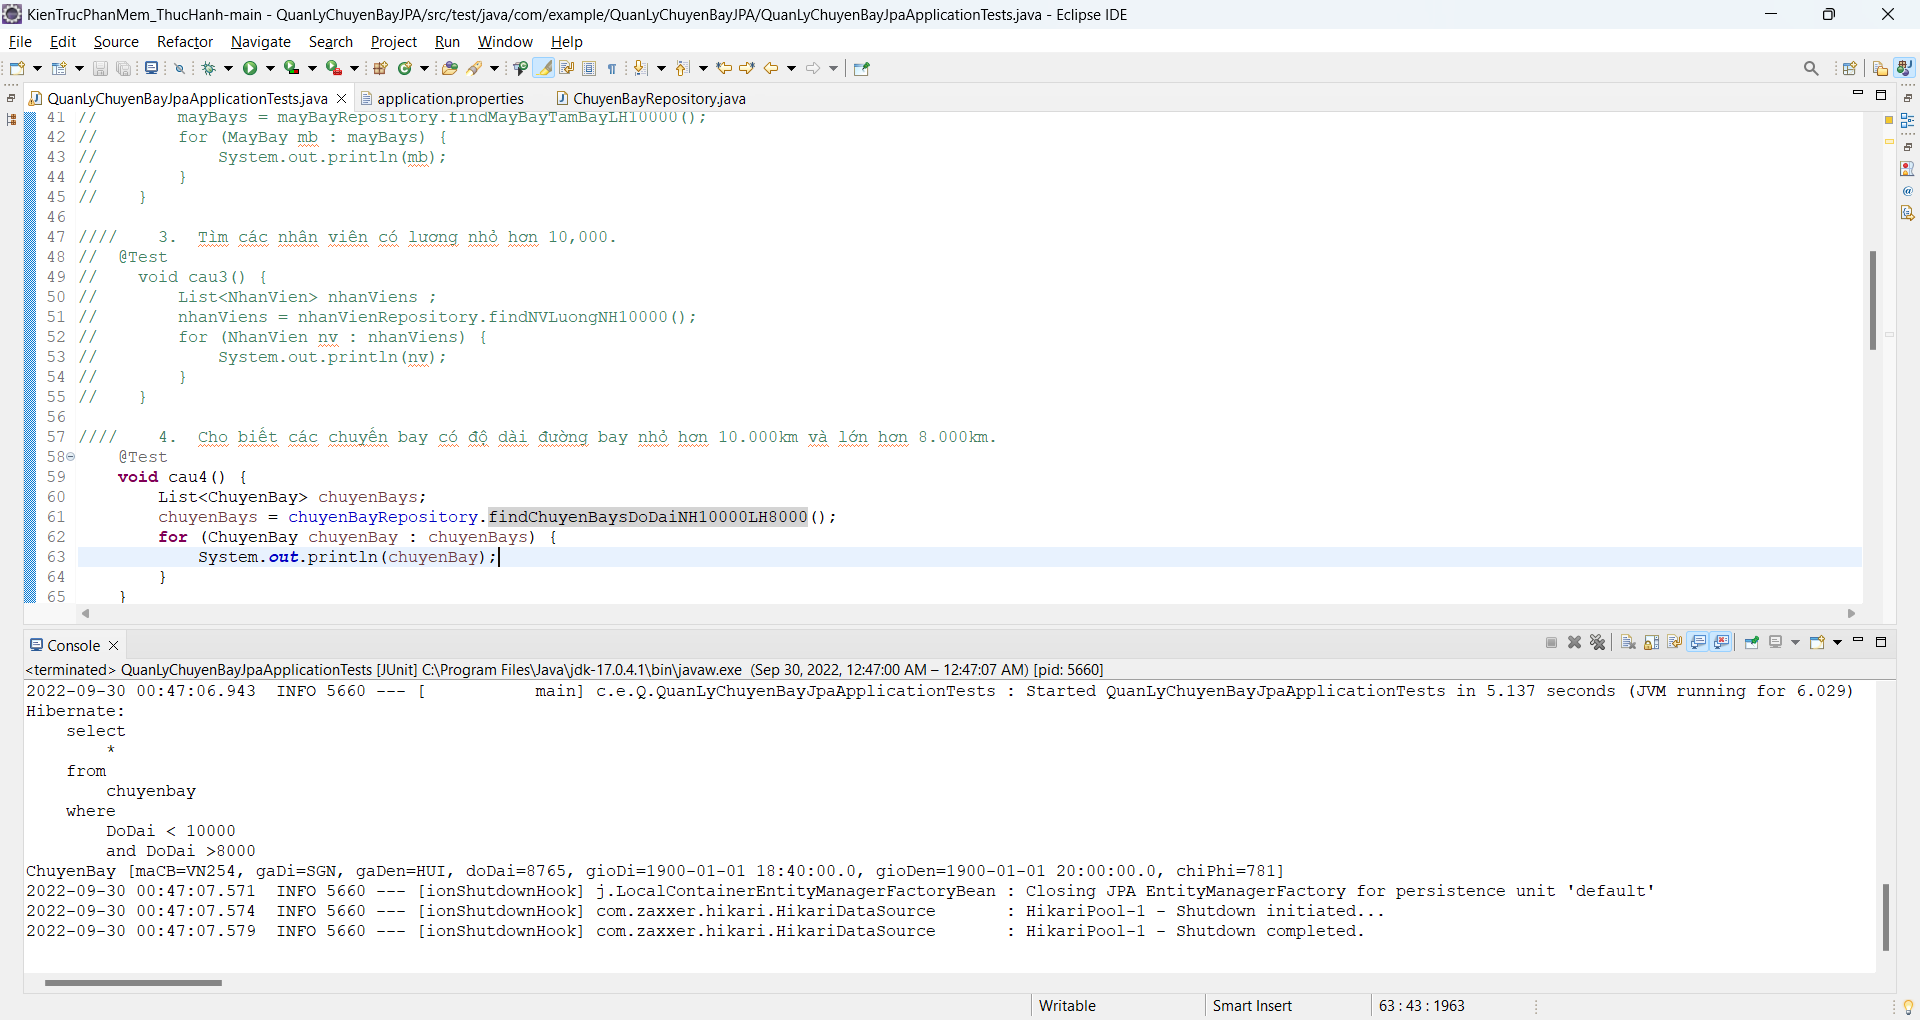 KienTrucPhanMem_ThucHanh-main - QuanLyChuyenBayJPA/src/test/java/com/example/QuanLyChuyenBayJPA/QuanLyChuyenBayJpaApplicationTests.java - Eclipse IDE
File Edit Source Refactor Navigate Search Project Run Window Help
QuanLyChuyenBayJpaApplicationTests.java application.properties ChuyenBayRepository.java
41 // mayBays = mayBayRepository.findMayBayTamBayLH10000();
42 // for (MayBay mb : mayBays) {
43 // System.out.println(mb);
44 // }
45 // }
46
47 //// 3. Tìm các nhân viên có lương nhỏ hơn 10,000.
48 // @Test
49 // void cau3() {
50 // List<NhanVien> nhanViens ;
51 // nhanViens = nhanVienRepository.findNVLuongNH10000();
52 // for (NhanVien nv : nhanViens) {
53 // System.out.println(nv);
54 // }
55 // }
56
57 //// 4. Cho biết các chuyến bay có độ dài đường bay nhỏ hơn 10.000km và lớn hơn 8.000km.
58 @Test
59 void cau4() {
60 List<ChuyenBay> chuyenBays;
61 chuyenBays = chuyenBayRepository.findChuyenBaysDoDaiNH10000LH8000();
62 for (ChuyenBay chuyenBay : chuyenBays) {
63 System.out.println(chuyenBay);
64 }
65 }
Console
<terminated> QuanLyChuyenBayJpaApplicationTests [JUnit] C:\Program Files\Java\jdk-17.0.4.1\bin\javaw.exe (Sep 30, 2022, 12:47:00 AM – 12:47:07 AM) [pid: 5660]
2022-09-30 00:47:06.943 INFO 5660 --- [ main] c.e.Q.QuanLyChuyenBayJpaApplicationTests : Started QuanLyChuyenBayJpaApplicationTests in 5.137 seconds (JVM running for 6.029)
Hibernate:
select
*
from
chuyenbay
where
DoDai < 10000
and DoDai >8000
ChuyenBay [maCB=VN254, gaDi=SGN, gaDen=HUI, doDai=8765, gioDi=1900-01-01 18:40:00.0, gioDen=1900-01-01 20:00:00.0, chiPhi=781]
2022-09-30 00:47:07.571 INFO 5660 --- [ionShutdownHook] j.LocalContainerEntityManagerFactoryBean : Closing JPA EntityManagerFactory for persistence unit 'default'
2022-09-30 00:47:07.574 INFO 5660 --- [ionShutdownHook] com.zaxxer.hikari.HikariDataSource : HikariPool-1 - Shutdown initiated...
2022-09-30 00:47:07.579 INFO 5660 --- [ionShutdownHook] com.zaxxer.hikari.HikariDataSource : HikariPool-1 - Shutdown completed.
Writable Smart Insert 63 : 43 : 1963